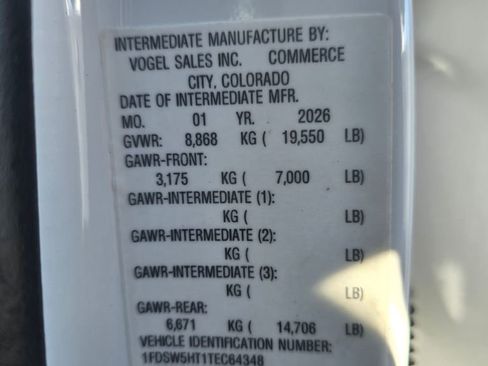 INTERMEDIATE MANUFACTURE BY:
VOGEL SALES INC. COMMERCE
CITY, COLORADO
DATE OF INTERMEDIATE MFR.
MO. 01 YR. 2026
GVWR: 8,868 KG ( 19,550 LB)
GAWR-FRONT:
3,175 KG ( 7,000 LB)
GAWR-INTERMEDIATE (1):
KG ( LB)
GAWR-INTERMEDIATE (2):
KG ( LB)
GAWR-INTERMEDIATE (3):
KG ( LB)
GAWR-REAR:
6,671 KG ( 14,706 LB)
VEHICLE IDENTIFICATION NUMBER:
1FDSW5HT1TEC64348